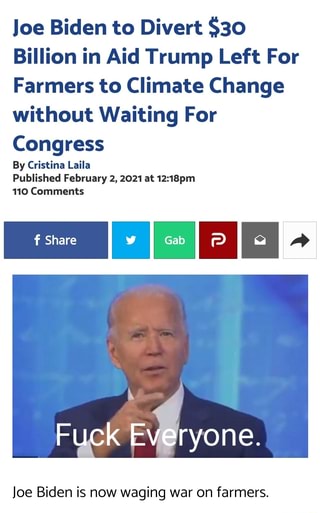 Joe Biden to Divert $30
Billion in Aid Trump Left For
Farmers to Climate Change
without Waiting For
Congress
By Cristina Laila
Published February 2, 2021 at 12:18pm
110 Comments
f Share
Gab
Fuck Everyone.
Joe Biden is now waging war on farmers.